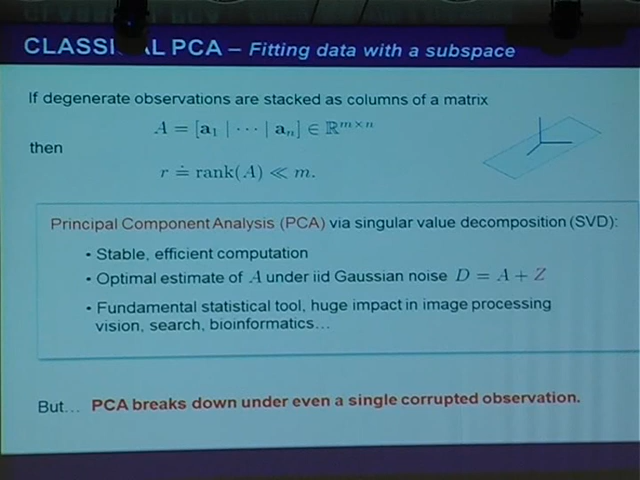 CLASSICAL PCA – Fitting data with a subspace
If degenerate observations are stacked as columns of a matrix
A = [a₁ | ··· | aₙ] ∈ ℝᵐˣⁿ
then
r ≐ rank(A) ≪ m.
Principal Component Analysis (PCA) via singular value decomposition (SVD):
• Stable, efficient computation
• Optimal estimate of A under iid Gaussian noise D = A + Z
• Fundamental statistical tool, huge impact in image processing
vision, search, bioinformatics…
But… PCA breaks down under even a single corrupted observation.